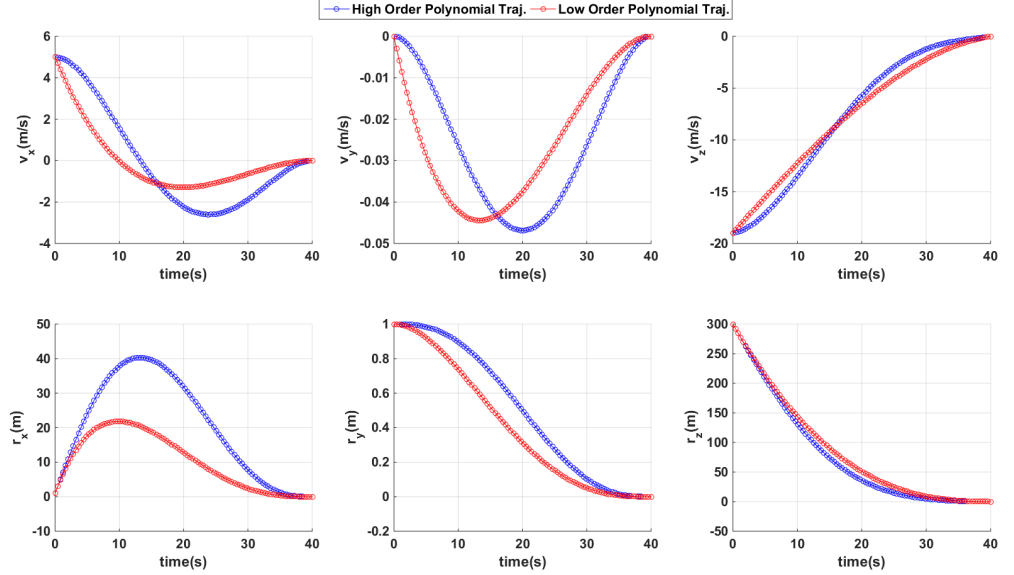 High Order Polynomial Traj. Low Order Polynomial Traj.
6
4
2
0
-2
-4
v_x(m/s)
0 10 20 30 40
time(s)
0
-0.01
-0.02
-0.03
-0.04
-0.05
v_y(m/s)
0 10 20 30 40
time(s)
0
-5
-10
-15
-20
v_z(m/s)
0 10 20 30 40
time(s)
50
40
30
20
10
0
-10
r_x(m)
0 10 20 30 40
time(s)
1
0.8
0.6
0.4
0.2
0
-0.2
r_y(m)
0 10 20 30 40
time(s)
300
250
200
150
100
50
0
-50
r_z(m)
0 10 20 30 40
time(s)